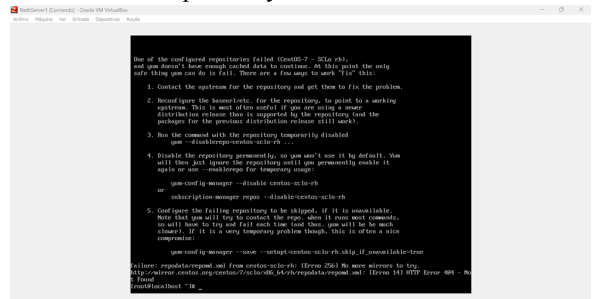 NethServer1 [Corriendo] - Oracle VM VirtualBox
Archivo Máquina Ver Entrada Dispositivos Ayuda
One of the configured repositories failed (CentOS-7 - SCLo rh),
and yum doesn't have enough cached data to continue. At this point the only
safe thing yum can do is fail. There are a few ways to work "fix" this:
1. Contact the upstream for the repository and get them to fix the problem.
2. Reconfigure the baseurl/etc. for the repository, to point to a working
upstream. This is most often useful if you are using a newer
distribution release than is supported by the repository (and the
packages for the previous distribution release still work).
3. Run the command with the repository temporarily disabled
yum --disablerepo=centos-sclo-rh ...
4. Disable the repository permanently, so yum won't use it by default. Yum
will then just ignore the repository until you permanently enable it
again or use --enablerepo for temporary usage:
yum-config-manager --disable centos-sclo-rh
or
subscription-manager repos --disable=centos-sclo-rh
5. Configure the failing repository to be skipped, if it is unavailable.
Note that yum will try to contact the repo. when it runs most commands,
so will have to try and fail each time (and thus. yum will be be much
slower). If it is a very temporary problem though, this is often a nice
compromise:
yum-config-manager --save --setopt=centos-sclo-rh.skip_if_unavailable=true
failure: repodata/repomd.xml from centos-sclo-rh: [Errno 256] No more mirrors to try.
http://mirror.centos.org/centos/7/sclo/x86_64/rh/repodata/repomd.xml: [Errno 14] HTTP Error 404 - No
t Found
[root@localhost ~]# _